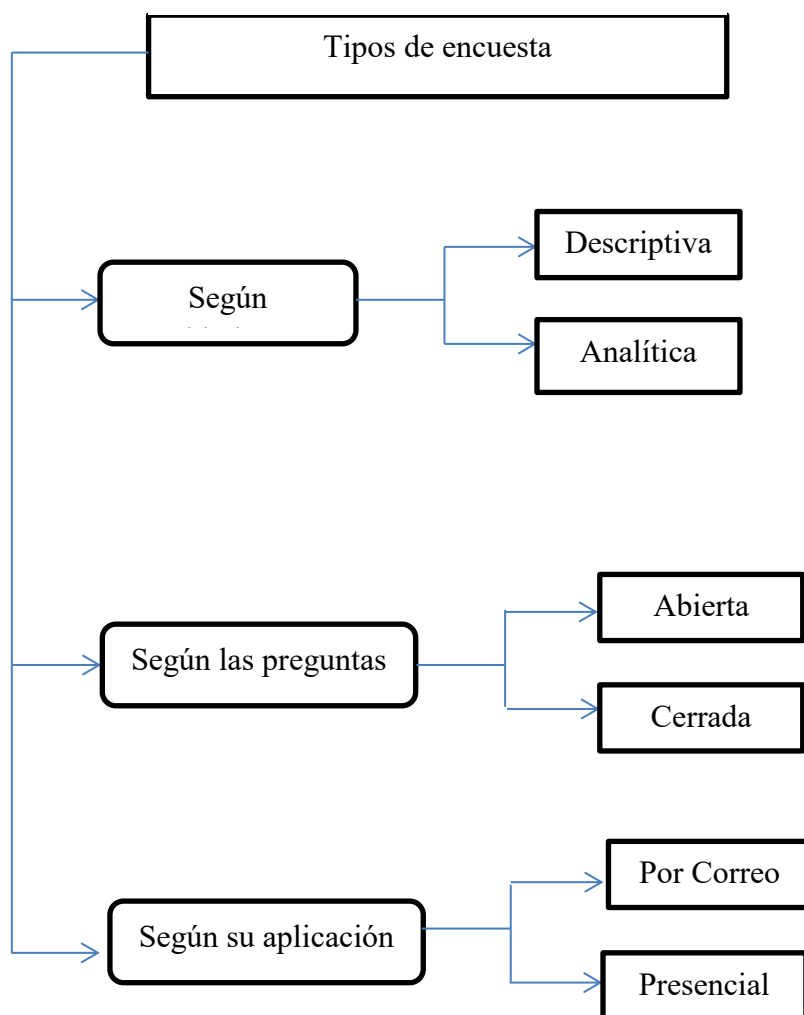 Tipos de encuesta
Descriptiva
Según
Analítica
Abierta
Según las preguntas
Cerrada
Por Correo
Según su aplicación
Presencial